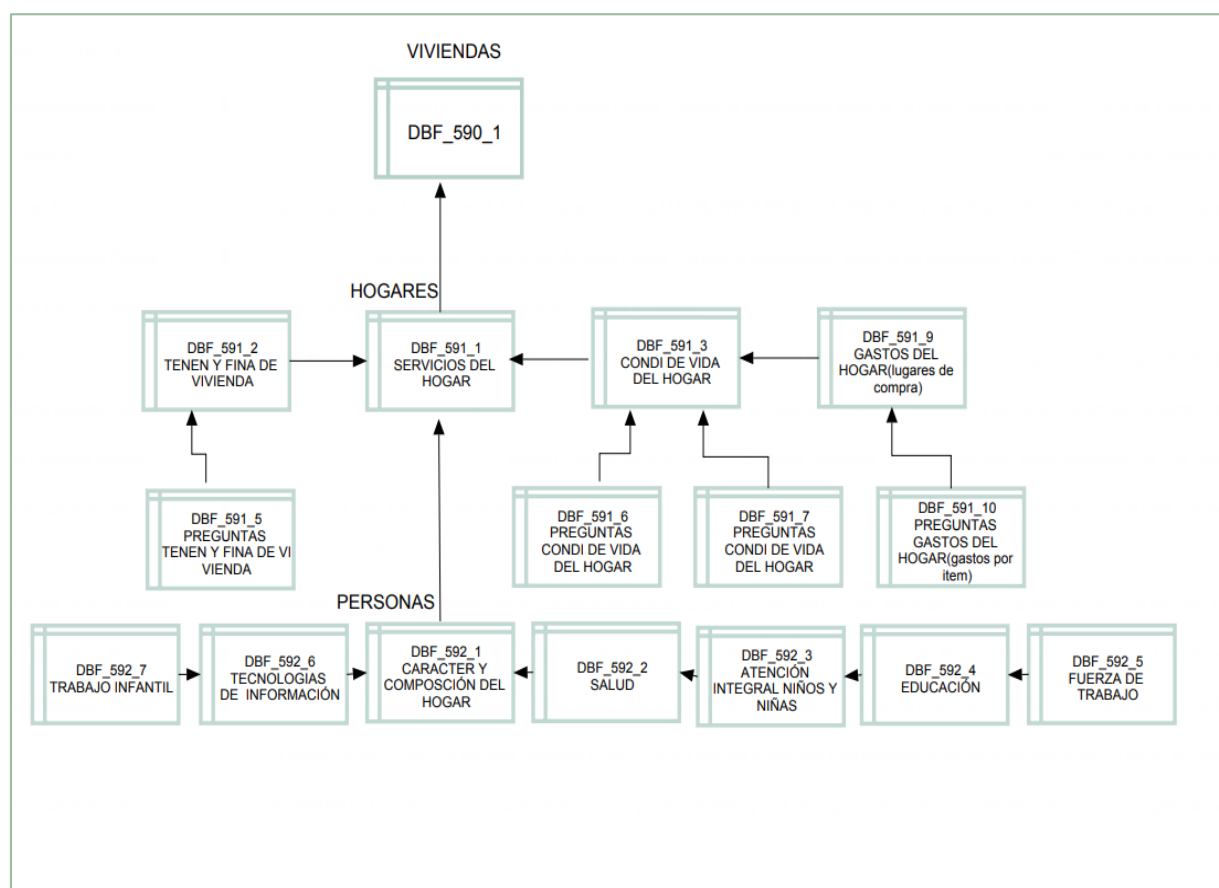 VIVIENDAS
DBF_590_1
HOGARES
DBF_591_2
TENEN Y FINA DE
VIVIENDA
DBF_591_1
SERVICIOS DEL
HOGAR
DBF_591_3
CONDI DE VIDA
DEL HOGAR
DBF_591_9
GASTOS DEL
HOGAR(lugares de
compra)
DBF_591_5
PREGUNTAS
TENEN Y FINA DE VI
VIENDA
DBF_591_6
PREGUNTAS
CONDI DE VIDA
DEL HOGAR
DBF_591_7
PREGUNTAS
CONDI DE VIDA
DEL HOGAR
DBF_591_10
PREGUNTAS
GASTOS DEL
HOGAR(gastos por
item)
PERSONAS
DBF_592_7
TRABAJO INFANTIL
DBF_592_6
TECNOLOGIAS
DE INFORMACIÓN
DBF_592_1
CARACTER Y
COMPOSCIÓN DEL
HOGAR
DBF_592_2
SALUD
DBF_592_3
ATENCIÓN
INTEGRAL NIÑOS Y
NIÑAS
DBF_592_4
EDUCACIÓN
DBF_592_5
FUERZA DE
TRABAJO